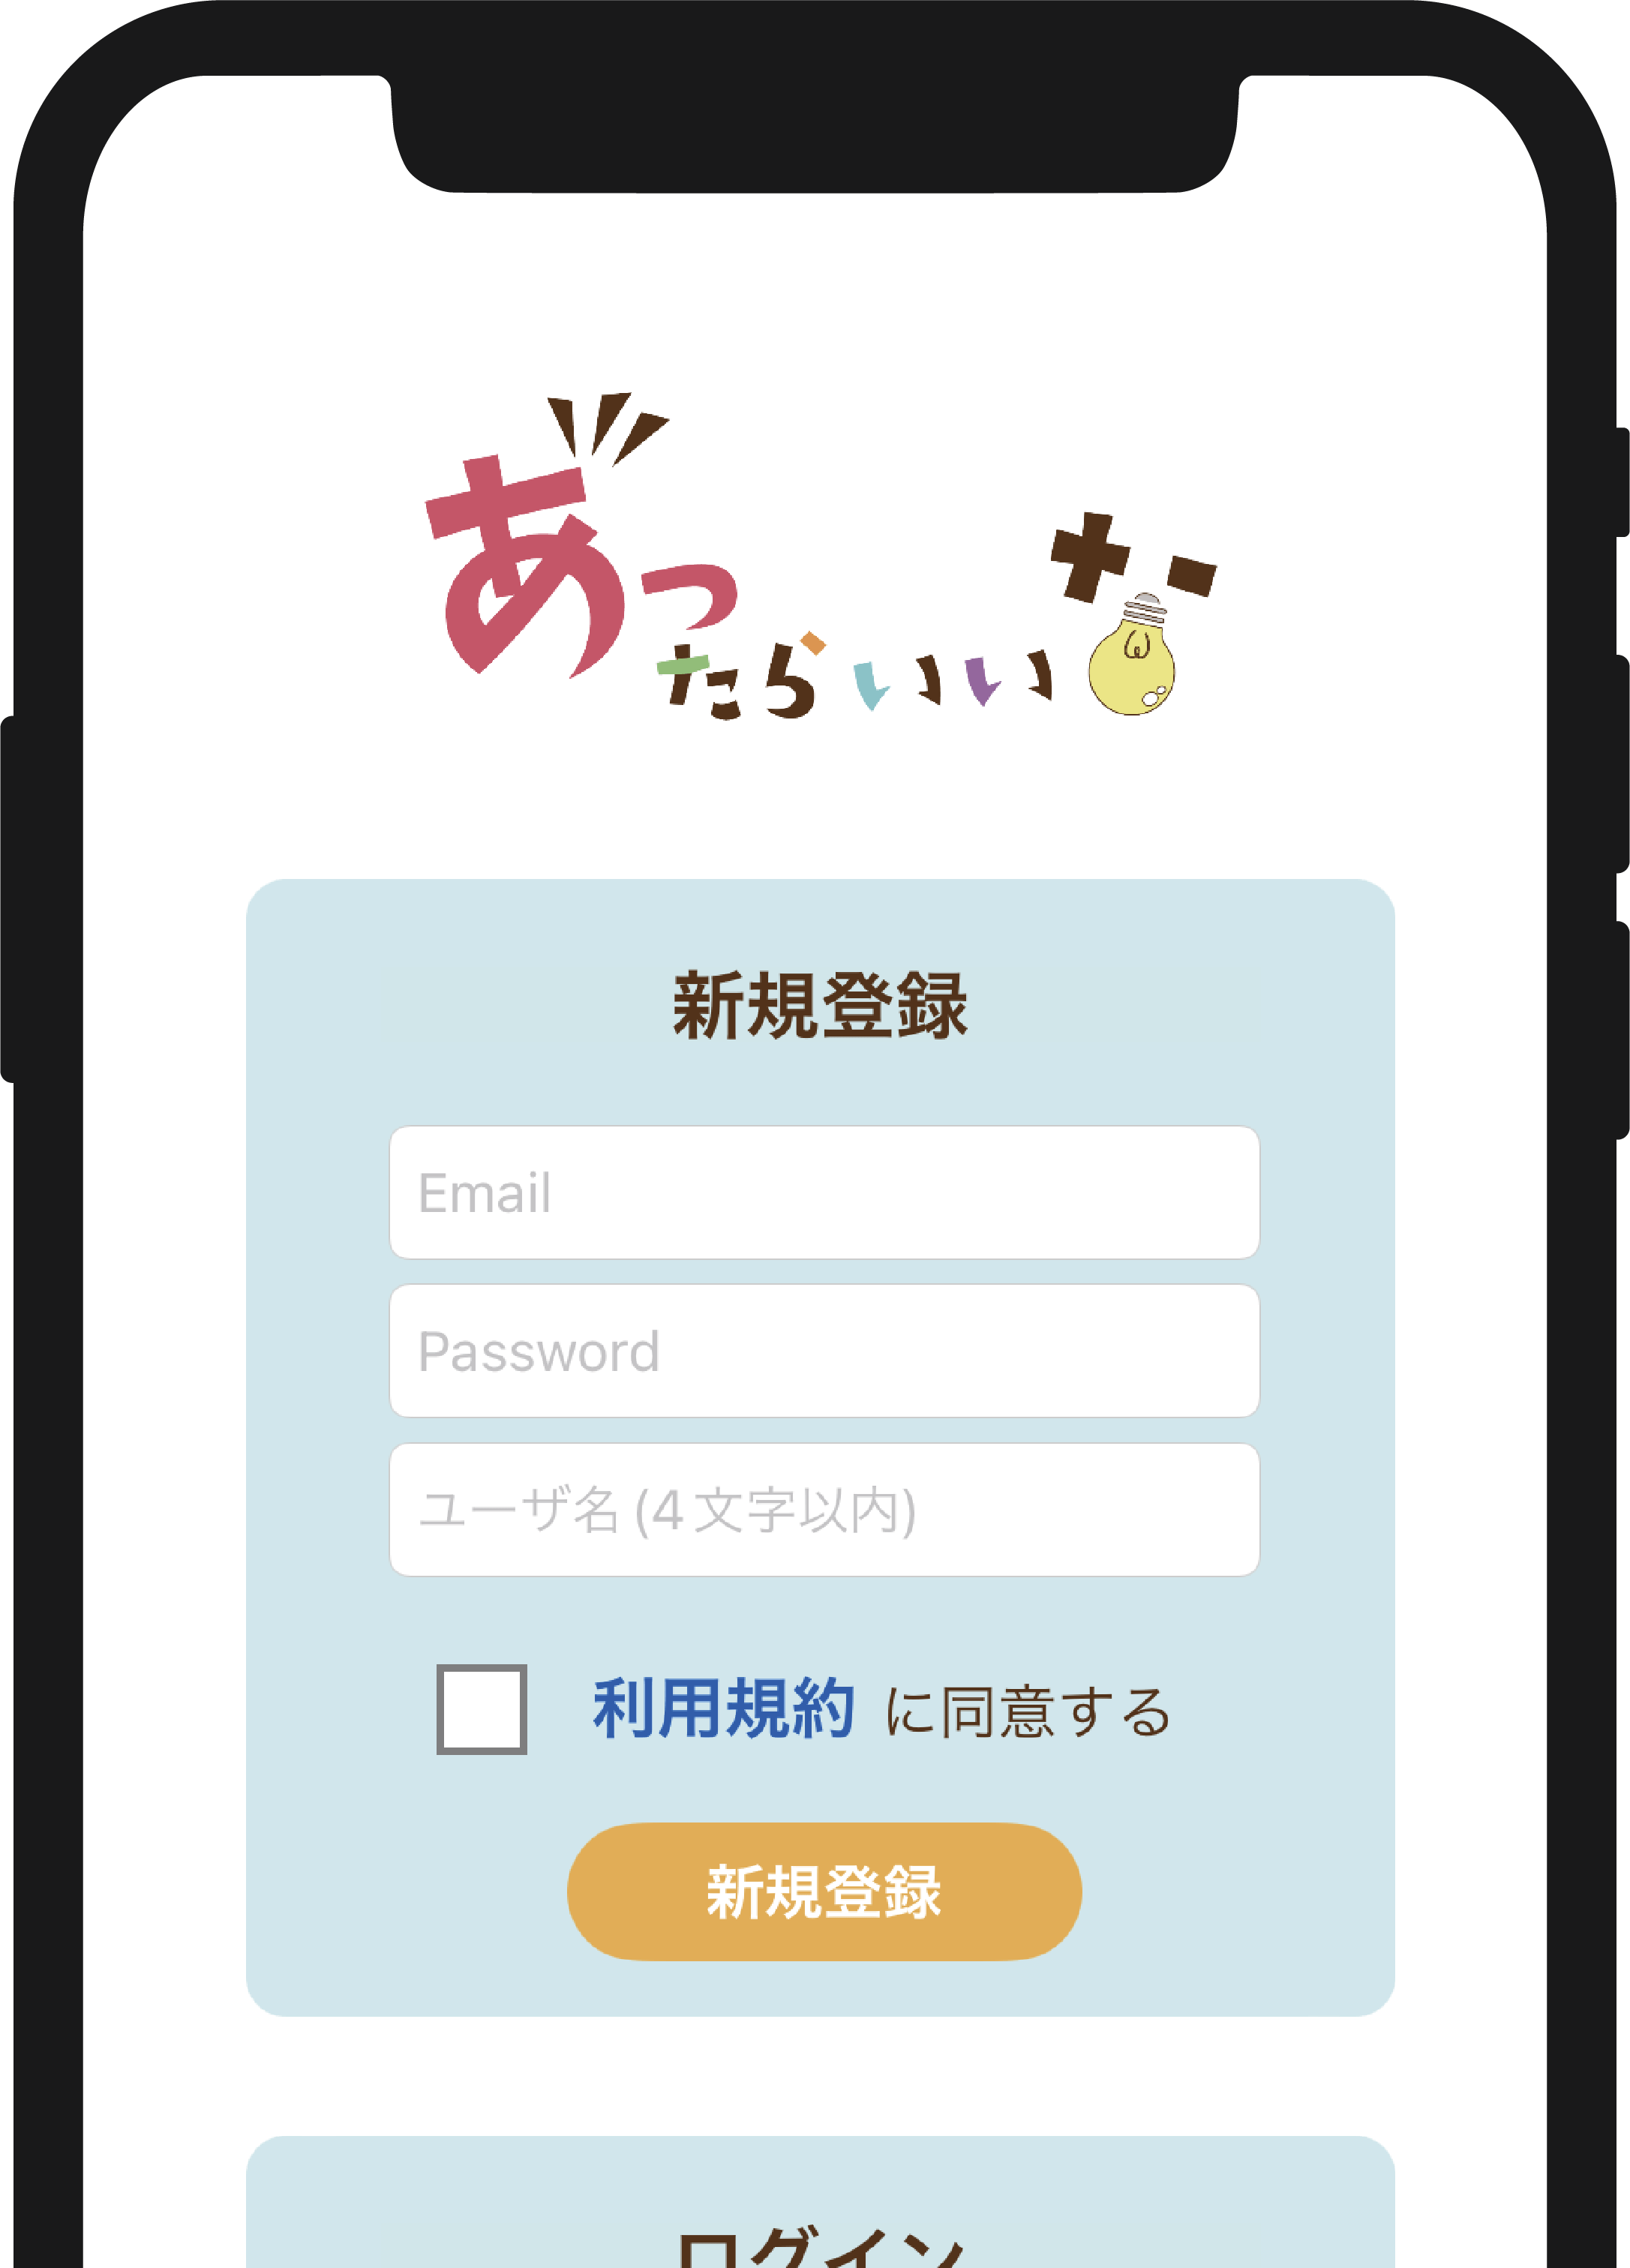 あっ
たらいい
+-
新規登録
Email
Password
ユーザ名 (4 文字以内)
利用規約 に同意する
新規登録
ログイン